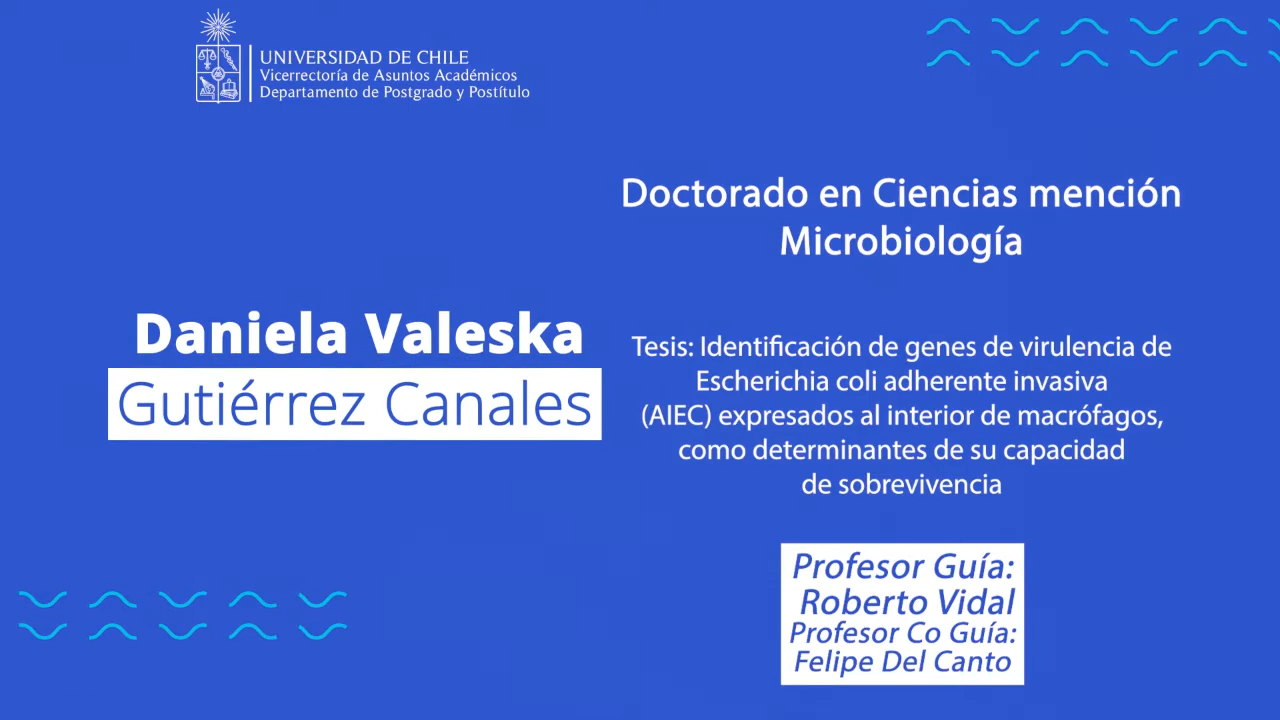 UNIVERSIDAD DE CHILE
Vicerrectoría de Asuntos Académicos
Departamento de Postgrado y Postítulo
Daniela Valeska
Gutiérrez Canales
Doctorado en Ciencias mención
Microbiología
Tesis: Identificación de genes de virulencia de
Escherichia coli adherente invasiva
(AIEC) expresados al interior de macrófagos,
como determinantes de su capacidad
de sobrevivencia
Profesor Guía:
Roberto Vidal
Profesor Co Guía:
Felipe Del Canto